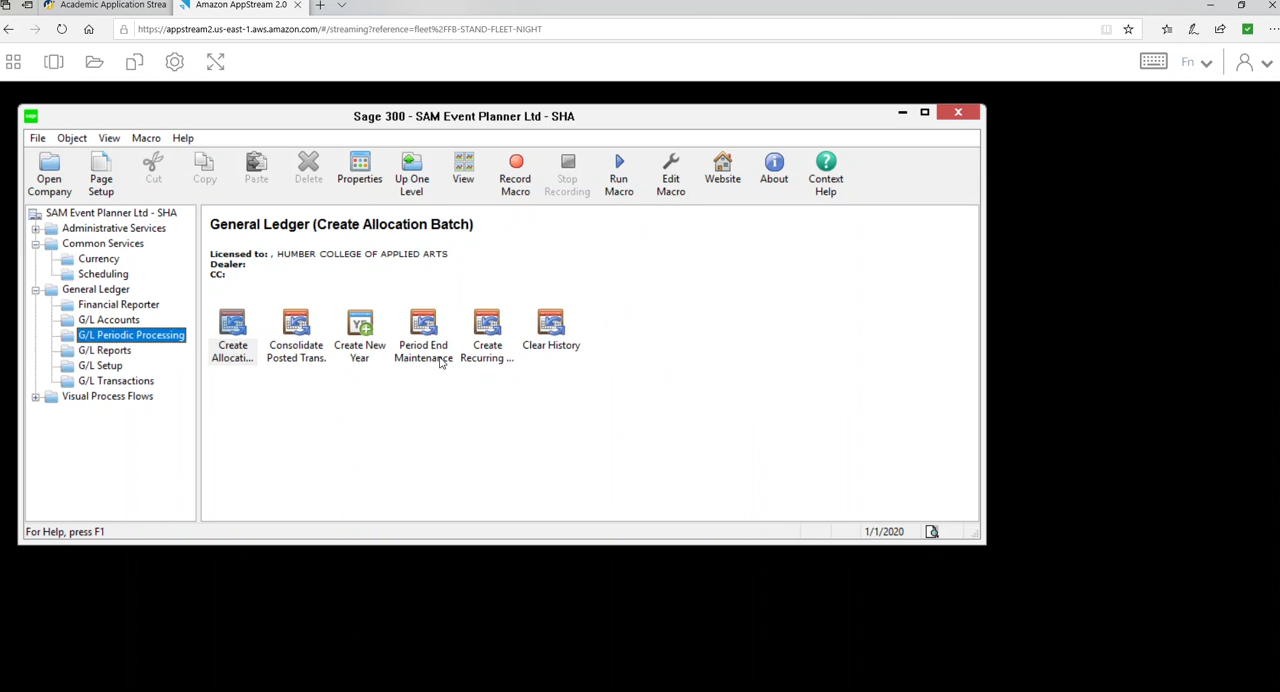 Academic Application Strea
Amazon AppStream 2.0
https://appstream2.us-east-1.aws.amazon.com/#/streaming?reference=fleet%2FFB-STAND-FLEET-NIGHT
Fn
sage
Sage 300 - SAM Event Planner Ltd - SHA
File Object View Macro Help
Open Company
Page Setup
Cut
Copy
Paste
Delete
Properties
Up One Level
View
Record Macro
Stop Recording
Run Macro
Edit Macro
Website
About
Context Help
SAM Event Planner Ltd - SHA
Administrative Services
Common Services
Currency
Scheduling
General Ledger
Financial Reporter
G/L Accounts
G/L Periodic Processing
G/L Reports
G/L Setup
G/L Transactions
Visual Process Flows
General Ledger (Create Allocation Batch)
Licensed to: , HUMBER COLLEGE OF APPLIED ARTS
Dealer:
CC:
Create Allocati...
Consolidate Posted Trans.
Create New Year
Period End Maintenance
Create Recurring ...
Clear History
For Help, press F1
1/1/2020